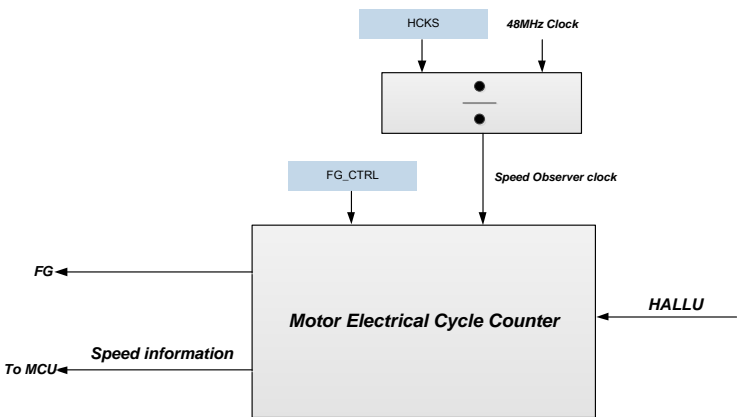 HCKS
48MHz Clock
Speed Observer clock
FG_CTRL
FG
Motor Electrical Cycle Counter
HALLU
Speed information
To MCU